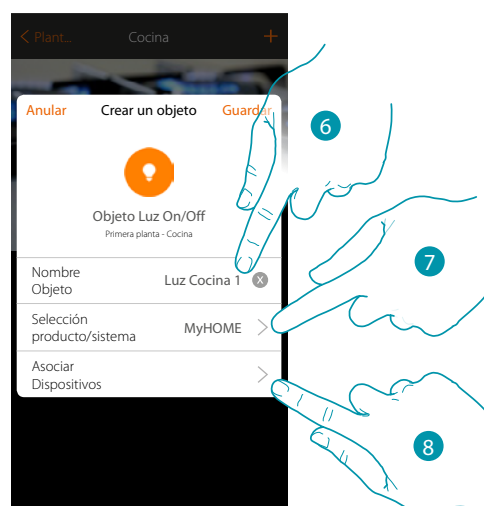 < Plant... Cocina +
Anular Crear un objeto Guardar
Objeto Luz On/Off
Primera planta - Cocina
Nombre
Objeto
Luz Cocina 1 X
Selección
producto/sistema
MyHOME >
Asociar
Dispositivos
>
6
7
8